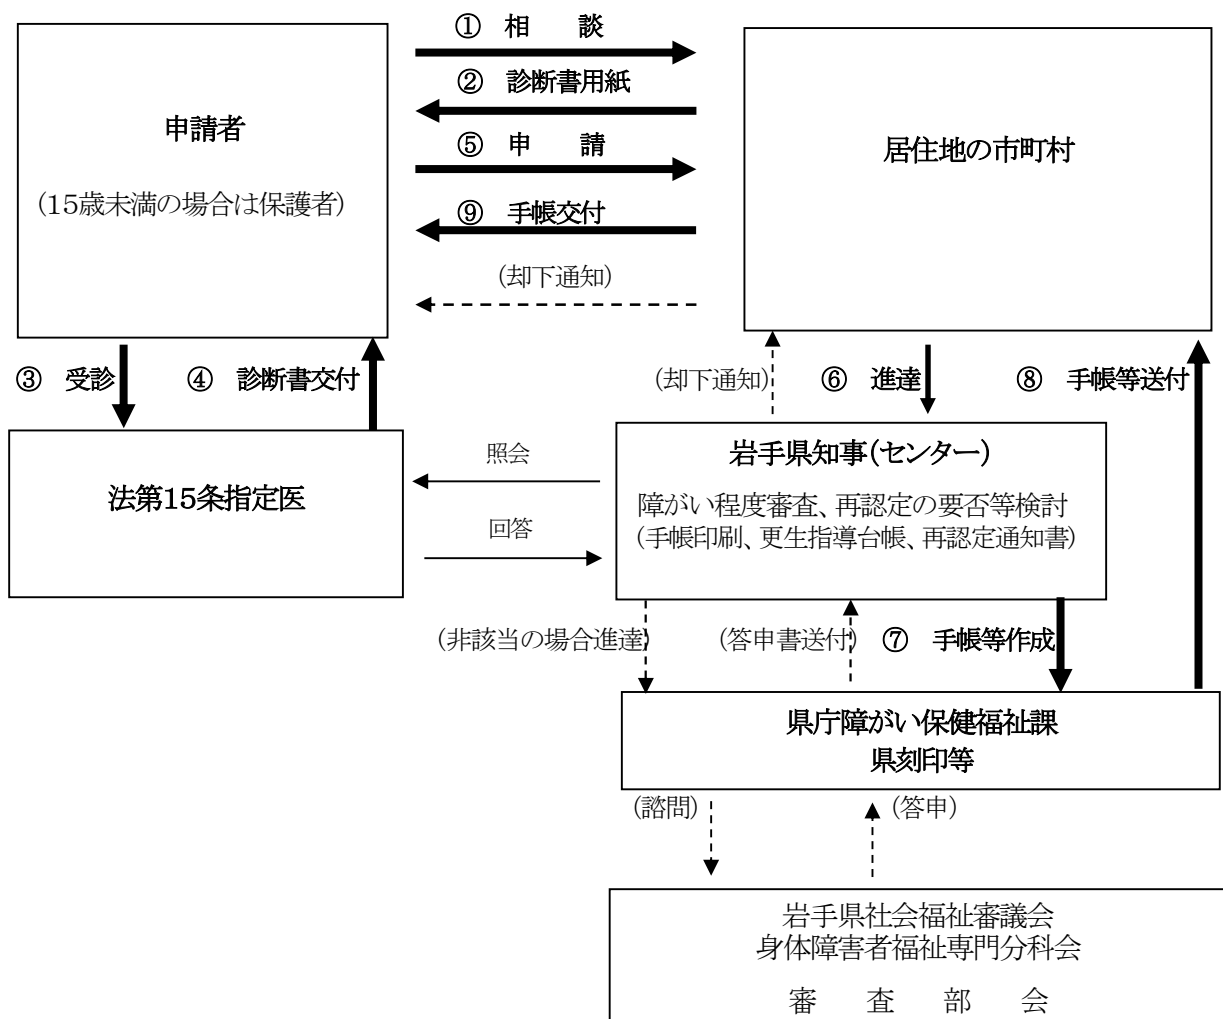 ① 相　　談
② 診断書用紙
⑤ 申　　請
⑨ 手帳交付
(却下通知)
申請者
(15歳未満の場合は保護者)
居住地の市町村
③ 受診
④ 診断書交付
(却下通知)
⑥ 進達
⑧ 手帳等送付
法第15条指定医
照会
回答
岩手県知事(センター)
障がい程度審査、再認定の要否等検討
(手帳印刷、更生指導台帳、再認定通知書)
(非該当の場合進達)
(答申書送付)
⑦ 手帳等作成
県庁障がい保健福祉課
県刻印等
(諮問)
(答申)
岩手県社会福祉審議会
身体障害者福祉専門分科会
審　査　部　会